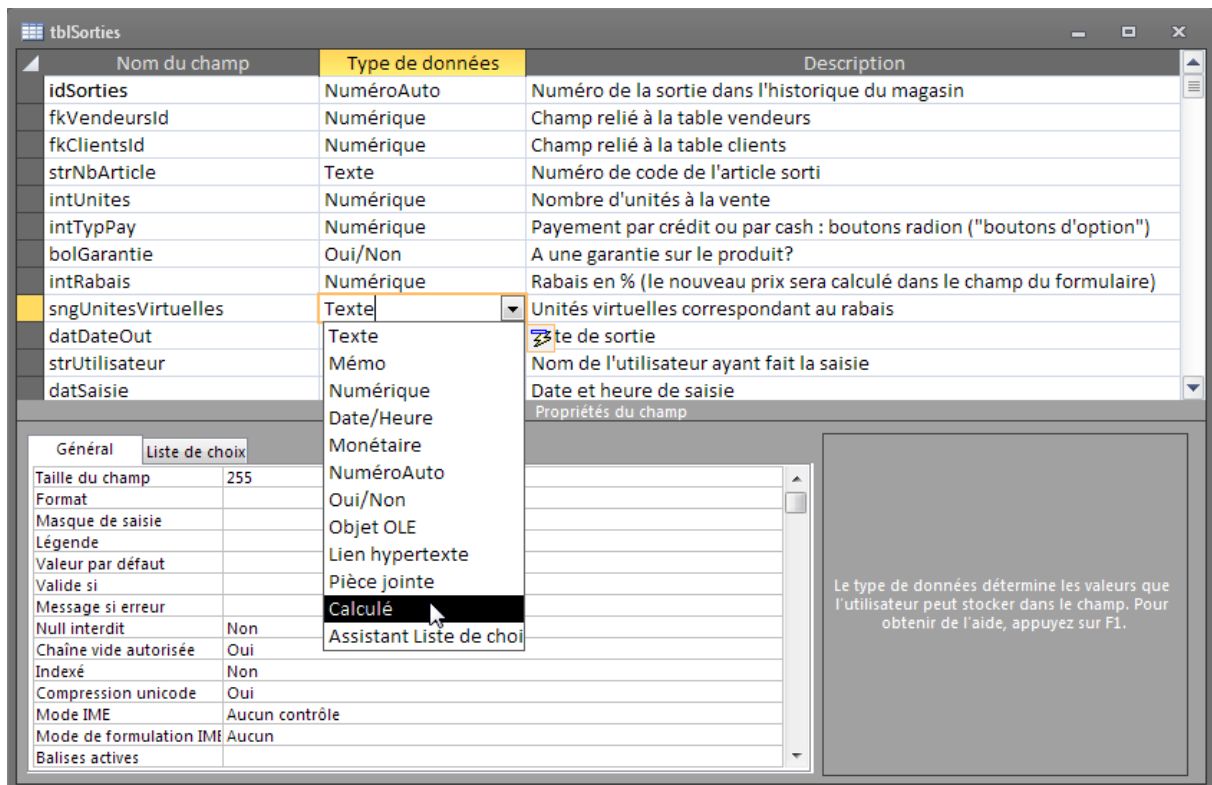 tblSorties
Nom du champ Type de données Description
idSorties NuméroAuto Numéro de la sortie dans l'historique du magasin
fkVendeursId Numérique Champ relié à la table vendeurs
fkClientsId Numérique Champ relié à la table clients
strNbArticle Texte Numéro de code de l'article sorti
intUnites Numérique Nombre d'unités à la vente
intTypPay Numérique Payement par crédit ou par cash : boutons radion ("boutons d'option")
bolGarantie Oui/Non A une garantie sur le produit?
intRabais Numérique Rabais en % (le nouveau prix sera calculé dans le champ du formulaire)
sngUnitesVirtuelles Texte Unités virtuelles correspondant au rabais
datDateOut Texte te de sortie
strUtilisateur Mémo Nom de l'utilisateur ayant fait la saisie
datSaisie Numérique Date et heure de saisie
Date/Heure Propriétés du champ
Monétaire
NuméroAuto
Oui/Non
Objet OLE
Lien hypertexte
Pièce jointe
Calculé
Assistant Liste de choi
Général Liste de choix
Taille du champ 255
Format
Masque de saisie
Légende
Valeur par défaut
Valide si
Message si erreur
Null interdit Non
Chaîne vide autorisée Oui
Indexé Non
Compression unicode Oui
Mode IME Aucun contrôle
Mode de formulation IME Aucun
Balises actives
Le type de données détermine les valeurs que
l'utilisateur peut stocker dans le champ. Pour
obtenir de l'aide, appuyez sur F1.